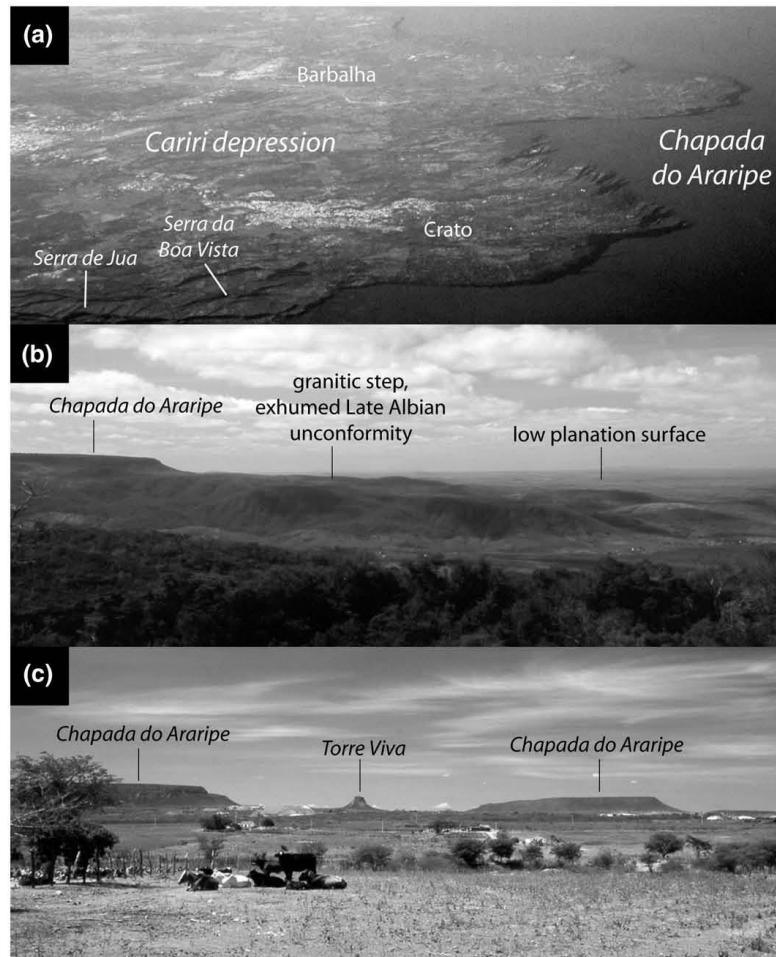 (a)
Barbalha
Cariri depression
Chapada
do Araripe
Serra da
Boa Vista
Crato
Serra de Jua
(b)
granitic step,
exhumed Late Albian
unconformity
Chapada do Araripe
low planation surface
(c)
Chapada do Araripe
Torre Viva
Chapada do Araripe